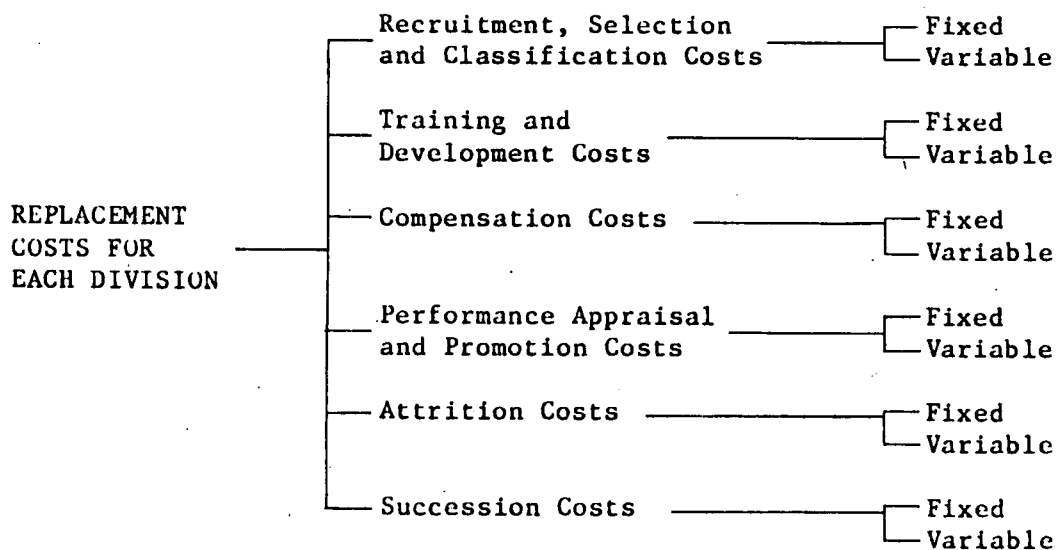 REPLACEMENT
COSTS FOR
EACH DIVISION
Recruitment, Selection
and Classification Costs
Fixed
Variable
Training and
Development Costs
Fixed
Variable
Compensation Costs
Fixed
Variable
Performance Appraisal
and Promotion Costs
Fixed
Variable
Attrition Costs
Fixed
Variable
Succession Costs
Fixed
Variable